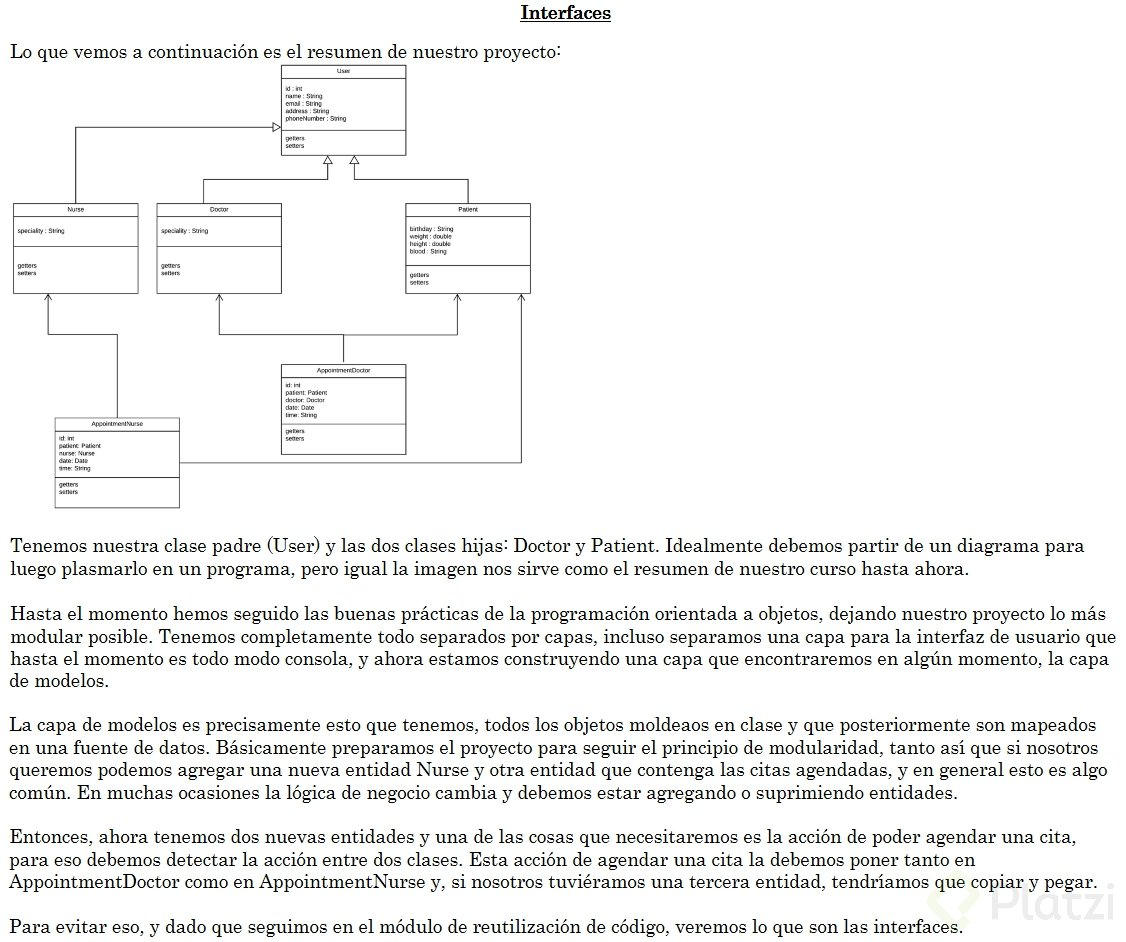 Interfaces
Lo que vemos a continuación es el resumen de nuestro proyecto:
User
id : int
name : String
email : String
address : String
phoneNumber : String
getters
setters
Nurse
speciality : String
getters
setters
Doctor
speciality : String
getters
setters
Patient
birthday : String
weight : double
height : double
blood : String
getters
setters
AppointmentDoctor
id: int
patient: Patient
doctor: Doctor
date: Date
time: String
getters
setters
AppointmentNurse
id: int
patient: Patient
nurse: Nurse
date: Date
time: String
getters
setters
Tenemos nuestra clase padre (User) y las dos clases hijas: Doctor y Patient. Idealmente debemos partir de un diagrama para
luego plasmarlo en un programa, pero igual la imagen nos sirve como el resumen de nuestro curso hasta ahora.
Hasta el momento hemos seguido las buenas prácticas de la programación orientada a objetos, dejando nuestro proyecto lo más
modular posible. Tenemos completamente todo separados por capas, incluso separamos una capa para la interfaz de usuario que
hasta el momento es todo modo consola, y ahora estamos construyendo una capa que encontraremos en algún momento, la capa
de modelos.
La capa de modelos es precisamente esto que tenemos, todos los objetos moldeaos en clase y que posteriormente son mapeados
en una fuente de datos. Básicamente preparamos el proyecto para seguir el principio de modularidad, tanto así que si nosotros
queremos podemos agregar una nueva entidad Nurse y otra entidad que contenga las citas agendadas, y en general esto es algo
común. En muchas ocasiones la lógica de negocio cambia y debemos estar agregando o suprimiendo entidades.
Entonces, ahora tenemos dos nuevas entidades y una de las cosas que necesitaremos es la acción de poder agendar una cita,
para eso debemos detectar la acción entre dos clases. Esta acción de agendar una cita la debemos poner tanto en
AppointmentDoctor como en AppointmentNurse y, si nosotros tuviéramos una tercera entidad, tendríamos que copiar y pegar.
Para evitar eso, y dado que seguimos en el módulo de reutilización de código, veremos lo que son las interfaces.
Platzi